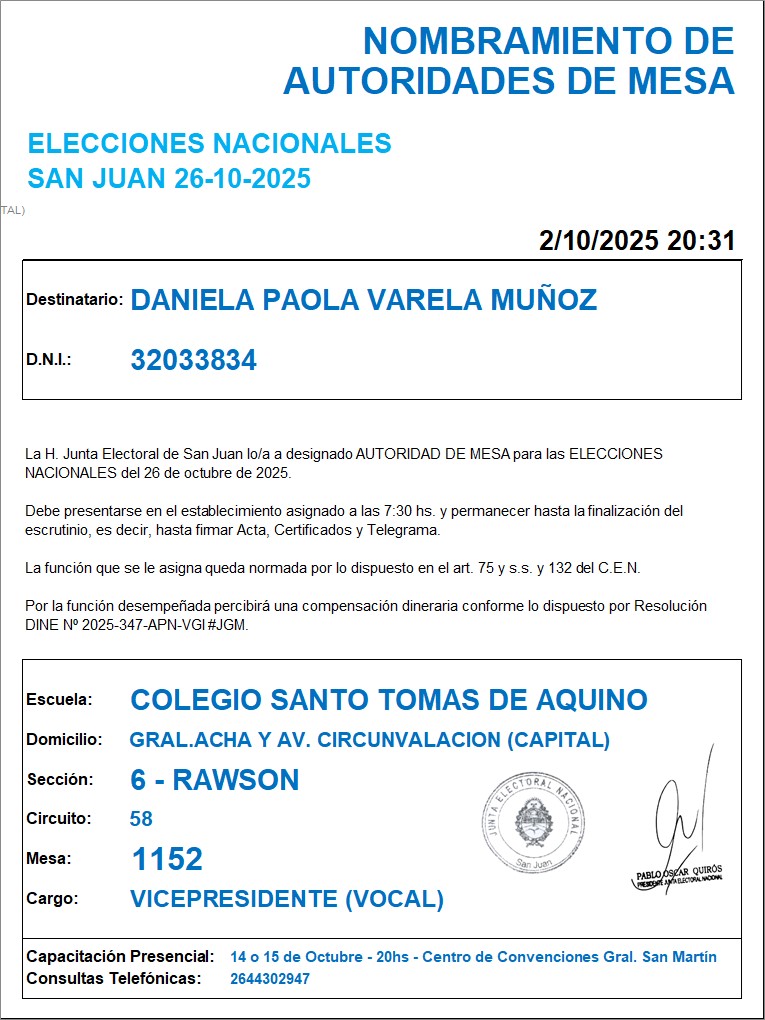 NOMBRAMIENTO DE
AUTORIDADES DE MESA
ELECCIONES NACIONALES
SAN JUAN 26-10-2025
TAL)
2/10/2025 20:31
Destinatario: DANIELA PAOLA VARELA MUÑOZ
D.N.I.: 32033834
La H. Junta Electoral de San Juan lo/a a designado AUTORIDAD DE MESA para las ELECCIONES
NACIONALES del 26 de octubre de 2025.
Debe presentarse en el establecimiento asignado a las 7:30 hs. y permanecer hasta la finalización del
escrutinio, es decir, hasta firmar Acta, Certificados y Telegrama.
La función que se le asigna queda normada por lo dispuesto en el art. 75 y s.s. y 132 del C.E.N.
Por la función desempeñada percibirá una compensación dineraria conforme lo dispuesto por Resolución
DINE Nº 2025-347-APN-VGI#JGM.
Escuela: COLEGIO SANTO TOMAS DE AQUINO
Domicilio: GRAL.ACHA Y AV. CIRCUNVALACION (CAPITAL)
Sección: 6 - RAWSON
Circuito: 58
Mesa: 1152
Cargo: VICEPRESIDENTE (VOCAL)
JUNTA ELECTORAL NACIONAL
San Juan
PABLO OSCAR QUIRÓS
PRESIDENTE JUNTA ELECTORAL NACIONAL
Capacitación Presencial: 14 o 15 de Octubre - 20hs - Centro de Convenciones Gral. San Martín
Consultas Telefónicas: 2644302947